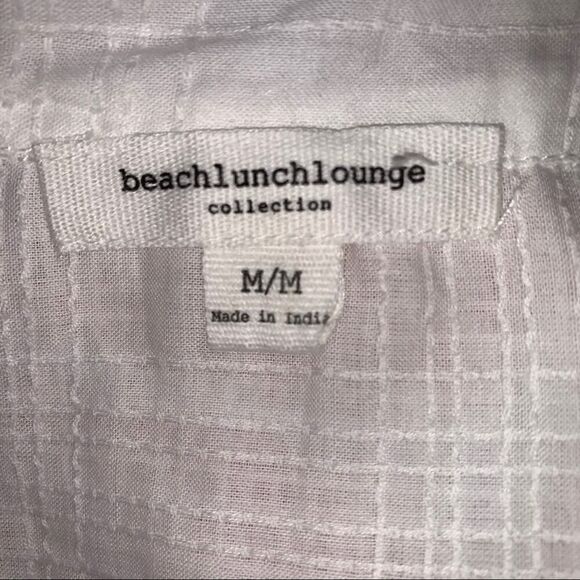 beachlunchlounge
collection
M/M
Made in India